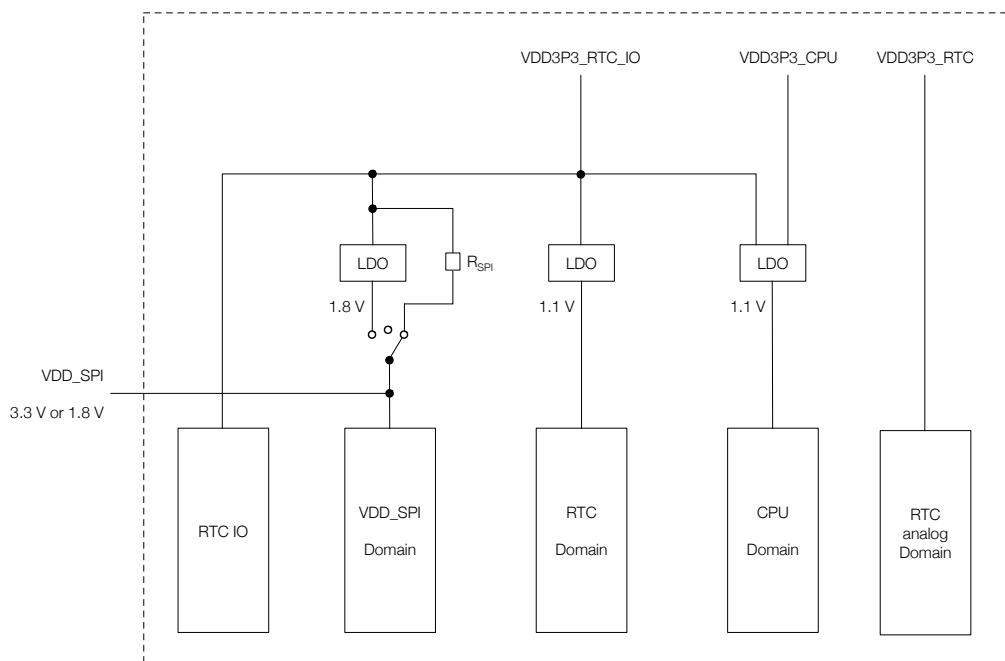 VDD3P3_RTC_IO
VDD3P3_CPU
VDD3P3_RTC
LDO
RSPI
LDO
LDO
1.8 V
1.1 V
1.1 V
VDD_SPI
3.3 V or 1.8 V
RTC IO
VDD_SPI
Domain
RTC
Domain
CPU
Domain
RTC
analog
Domain